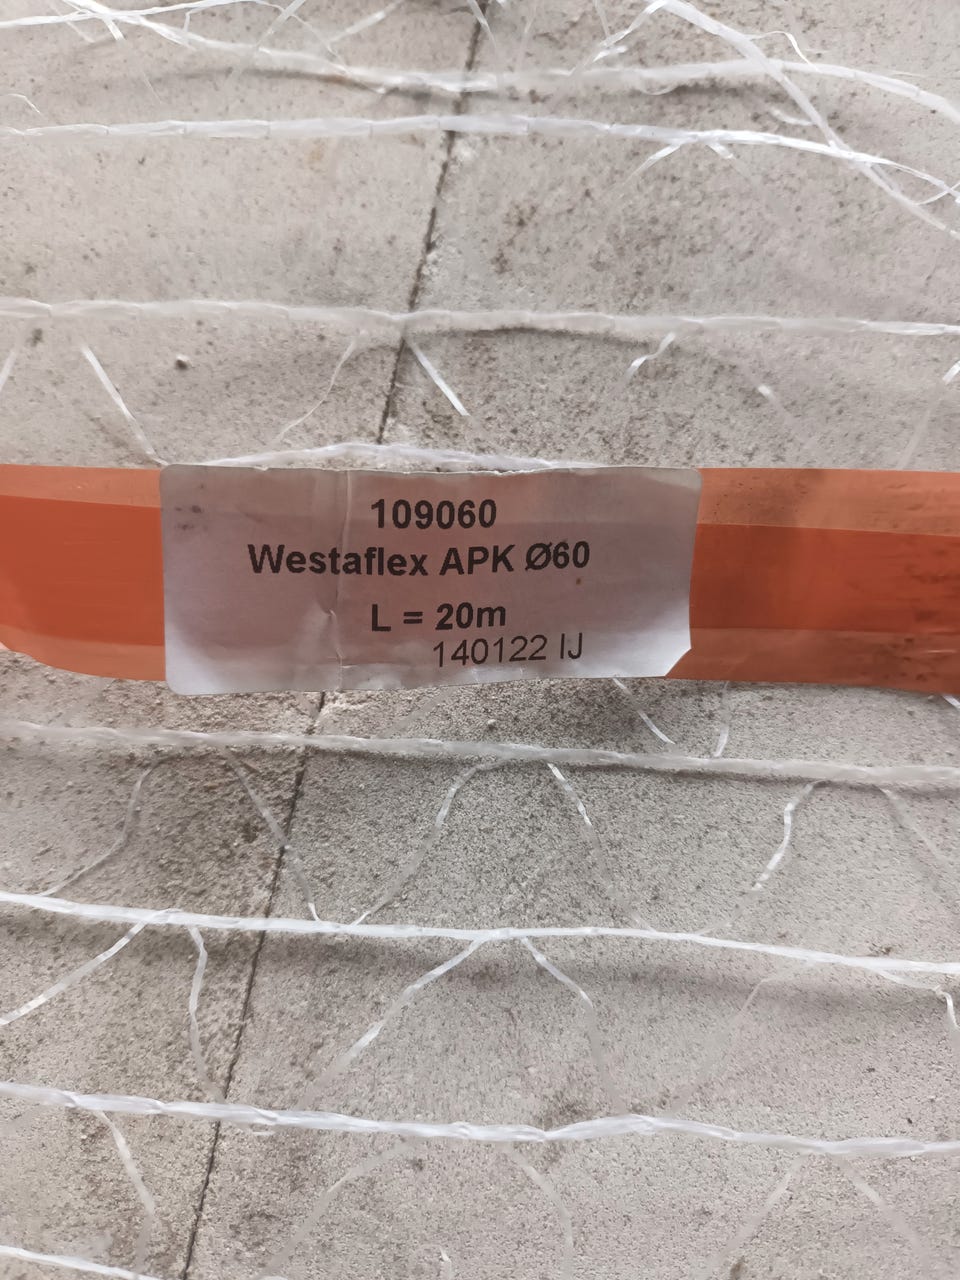 109060
Westaflex APK Ø60
L = 20m
140122 IJ